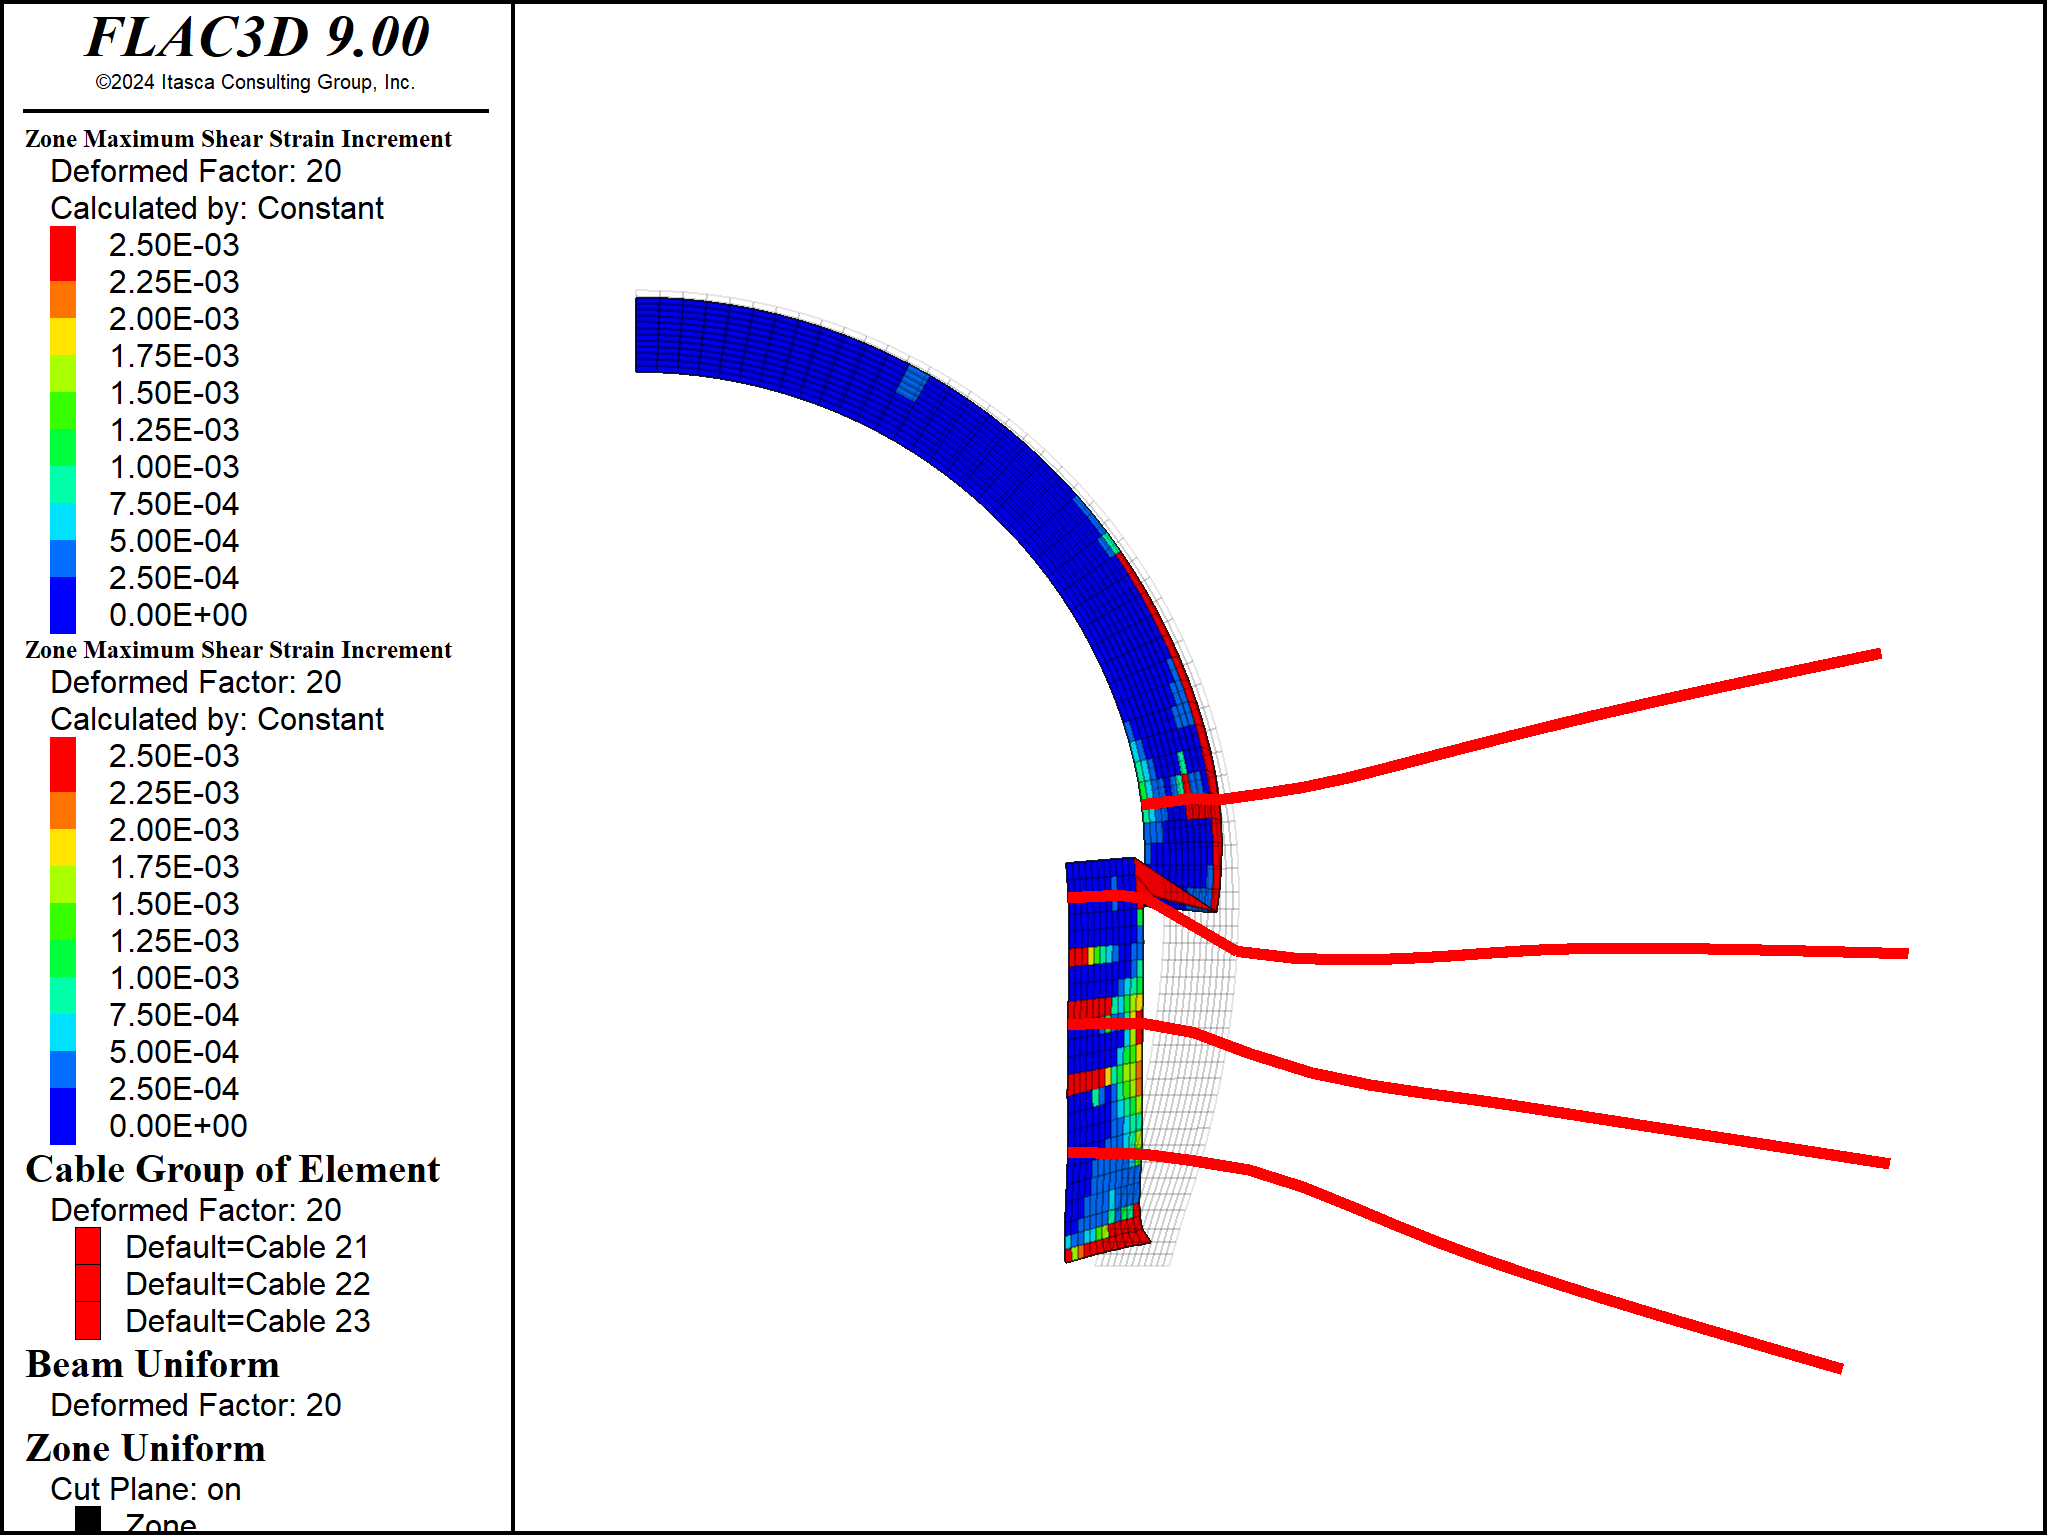 FLAC3D 9.00
©2024 Itasca Consulting Group, Inc.
Zone Maximum Shear Strain Increment
Deformed Factor: 20
Calculated by: Constant
2.50E-03
2.25E-03
2.00E-03
1.75E-03
1.50E-03
1.25E-03
1.00E-03
7.50E-04
5.00E-04
2.50E-04
0.00E+00
Zone Maximum Shear Strain Increment
Deformed Factor: 20
Calculated by: Constant
2.50E-03
2.25E-03
2.00E-03
1.75E-03
1.50E-03
1.25E-03
1.00E-03
7.50E-04
5.00E-04
2.50E-04
0.00E+00
Cable Group of Element
Deformed Factor: 20
Default=Cable 21
Default=Cable 22
Default=Cable 23
Beam Uniform
Deformed Factor: 20
Zone Uniform
Cut Plane: on
Zone